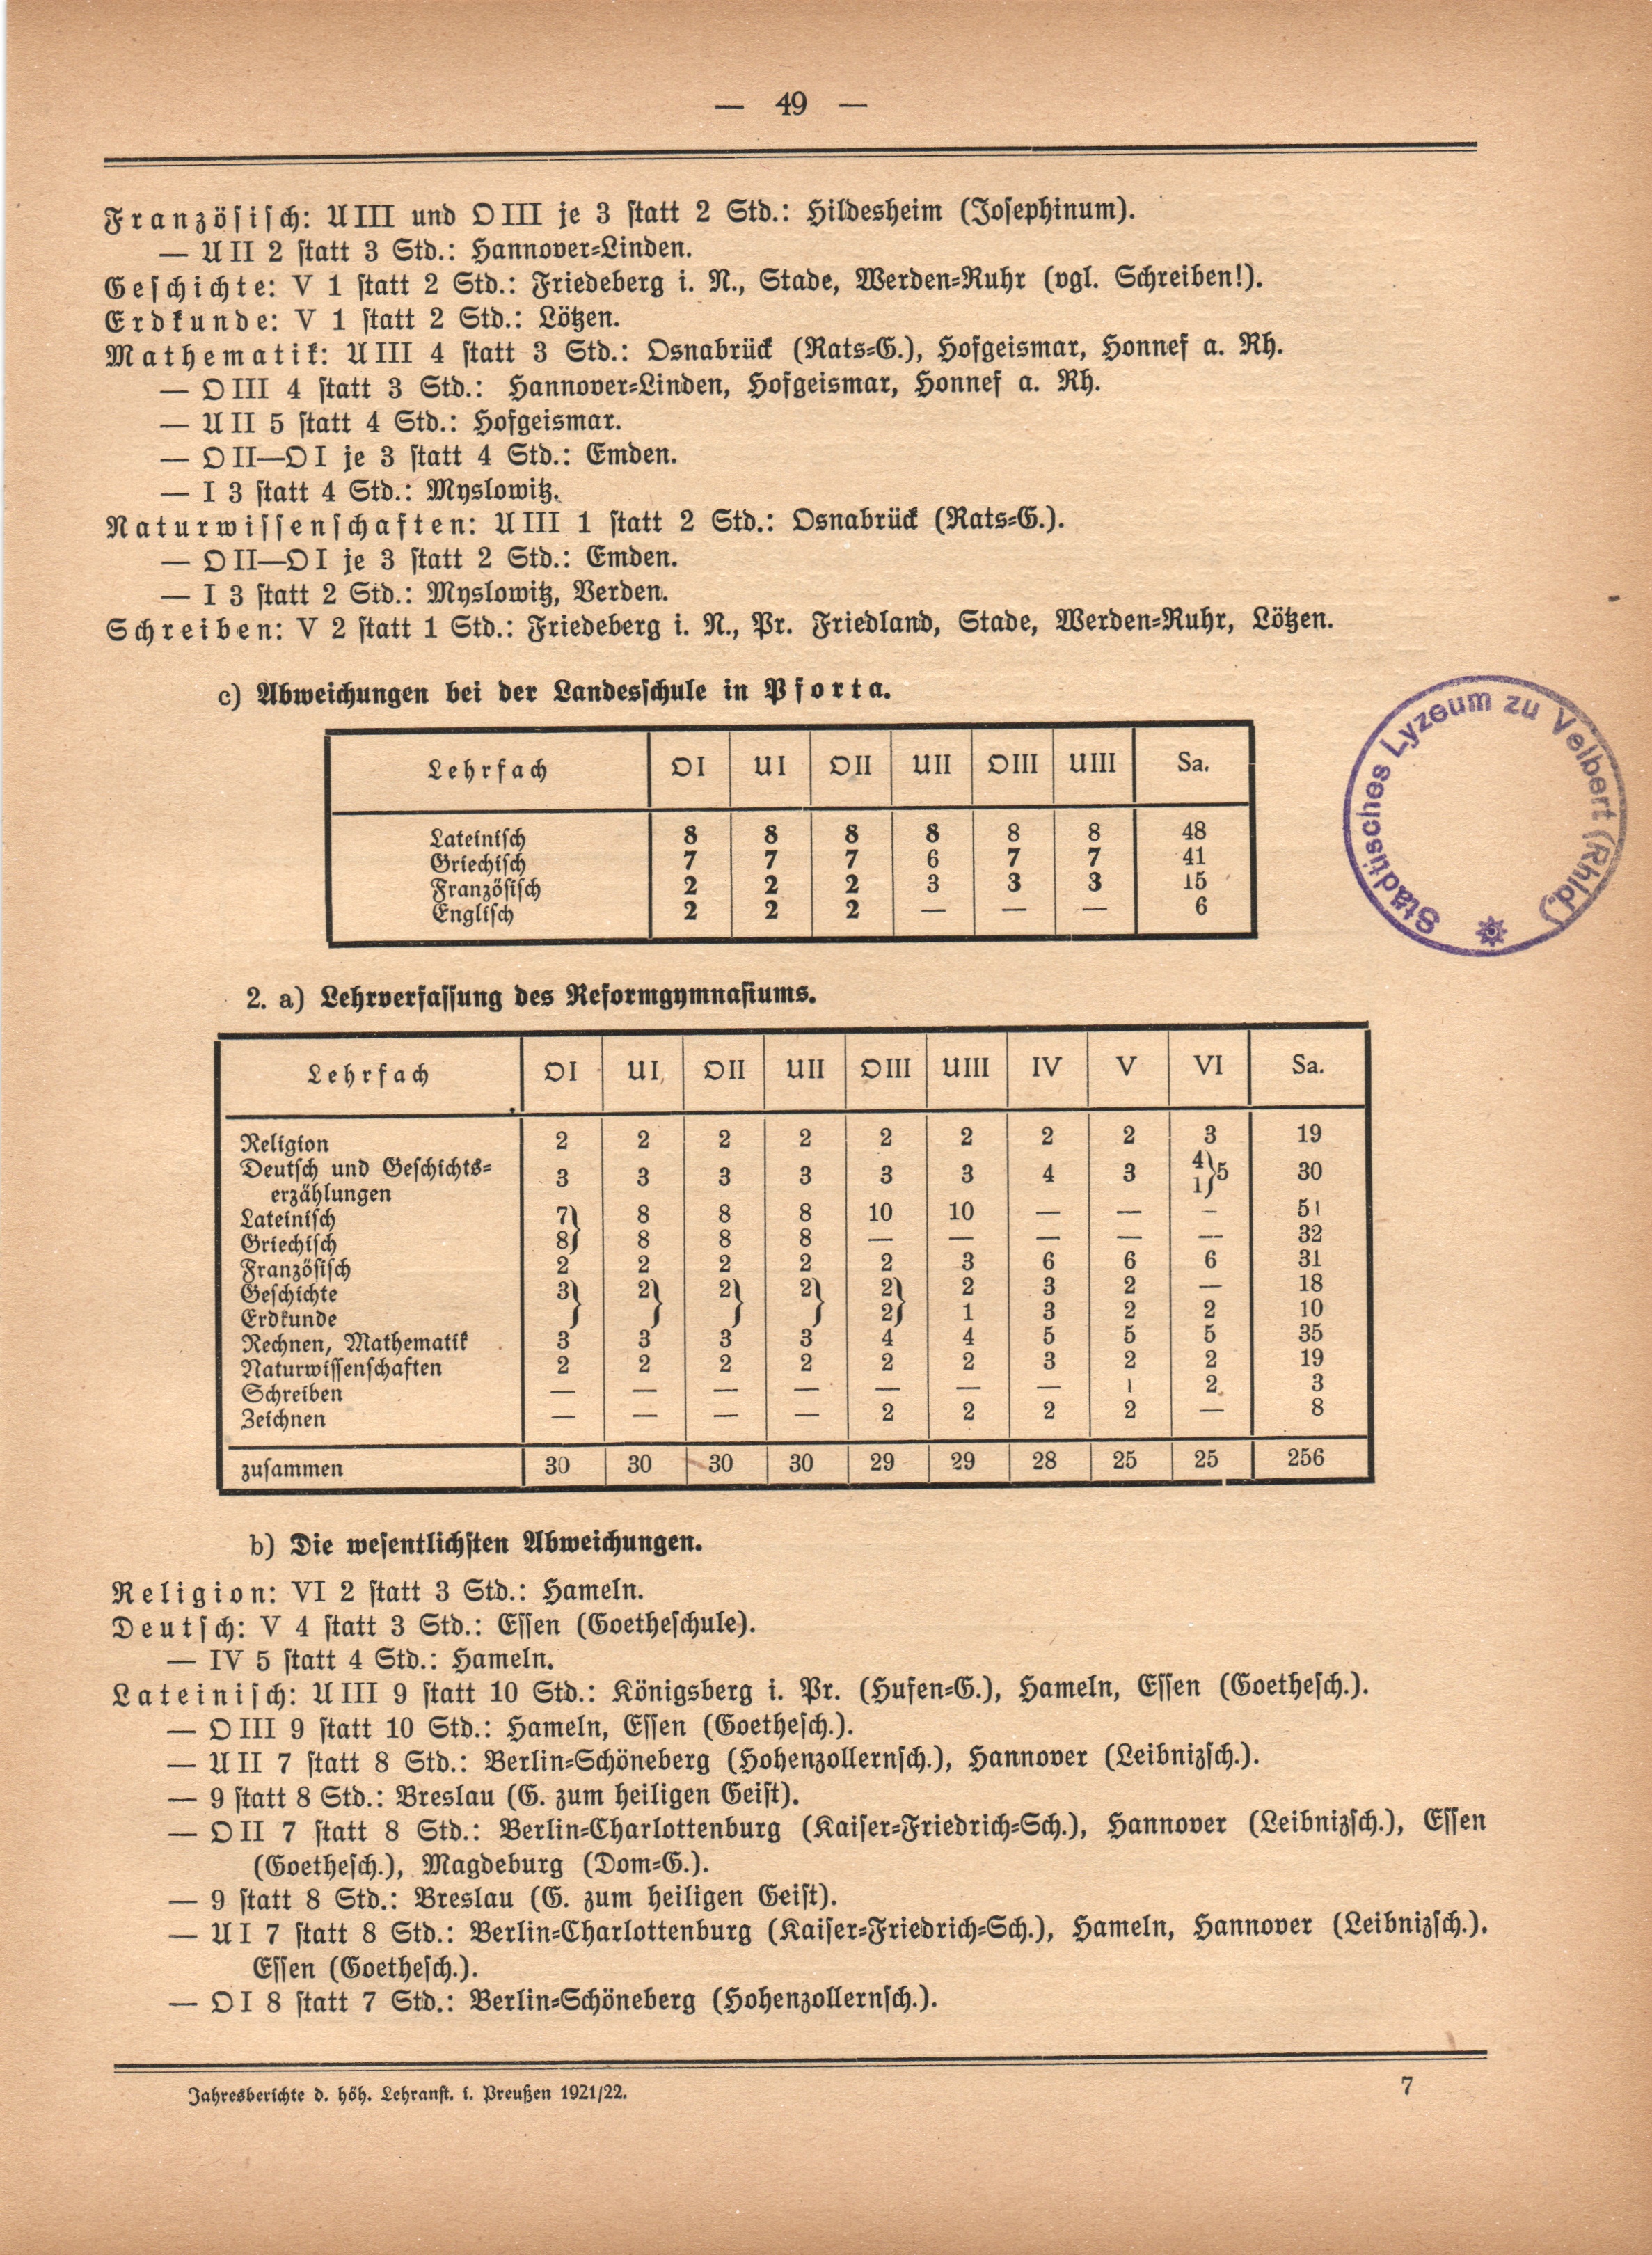 — 49 —
Französisch: U III und O III je 3 statt 2 Std.: Hildesheim (Josephinum).
— U II 2 statt 3 Std.: Hannover-Linden.
Geschichte: V 1 statt 2 Std.: Friedeberg i. N., Stade, Werden-Ruhr (vgl. Schreiben!).
Erdkunde: V 1 statt 2 Std.: Lötzen.
Mathematik: U III 4 statt 3 Std.: Osnabrück (Rats-G.), Hofgeismar, Honnef a. Rh.
— O III 4 statt 3 Std.: Hannover-Linden, Hofgeismar, Honnef a. Rh.
— U II 5 statt 4 Std.: Hofgeismar.
— O II—O I je 3 statt 4 Std.: Emden.
— I 3 statt 4 Std.: Myslowitz.
Naturwissenschaften: U III 1 statt 2 Std.: Osnabrück (Rats-G.).
— O II—O I je 3 statt 2 Std.: Emden.
— I 3 statt 2 Std.: Myslowitz, Verden.
Schreiben: V 2 statt 1 Std.: Friedeberg i. N., Pr. Friedland, Stade, Werden-Ruhr, Lötzen.
c) Abweichungen bei der Landesschule in Pforta.
Lehrfach OI UI OII UII OIII UIII Sa.
Lateinisch 8 8 8 8 8 8 48
Griechisch 7 7 7 6 7 7 41
Französisch 2 2 2 3 3 3 15
Englisch 2 2 2 — — — 6
Städtisches Lyzeum zu Velbert (Rhld.)
2. a) Lehrverfassung des Reformgymnasiums.
Lehrfach OI UI OII UII OIII UIII IV V VI Sa.
Religion 2 2 2 2 2 2 2 2 3 19
Deutsch und Geschichts-
erzählungen 3 3 3 3 3 3 4 3 4 1}5 30
Lateinisch 7} 8 8 8 10 10 — — — 51
Griechisch 8} 8 8 8 — — — — — 32
Französisch 2 2 2 2 2 3 6 6 6 31
Geschichte 3} 2} 2} 2} 2} 2 3 2 — 18
Erdkunde 2} 1 3 2 2 10
Rechnen, Mathematik 3 3 3 3 4 4 5 5 5 35
Naturwissenschaften 2 2 2 2 2 2 3 2 2 19
Schreiben — — — — — — — 1 2 3
Zeichnen — — — — 2 2 2 2 — 8
zusammen 30 30 30 30 29 29 28 25 25 256
b) Die wesentlichsten Abweichungen.
Religion: VI 2 statt 3 Std.: Hameln.
Deutsch: V 4 statt 3 Std.: Essen (Goetheschule).
— IV 5 statt 4 Std.: Hameln.
Lateinisch: U III 9 statt 10 Std.: Königsberg i. Pr. (Hufen-G.), Hameln, Essen (Goethesch.).
— O III 9 statt 10 Std.: Hameln, Essen (Goethesch.).
— U II 7 statt 8 Std.: Berlin-Schöneberg (Hohenzollernsch.), Hannover (Leibnizsch.).
— 9 statt 8 Std.: Breslau (G. zum heiligen Geist).
— O II 7 statt 8 Std.: Berlin-Charlottenburg (Kaiser-Friedrich-Sch.), Hannover (Leibnizsch.), Essen
(Goethesch.), Magdeburg (Dom-G.).
— 9 statt 8 Std.: Breslau (G. zum heiligen Geist).
— U I 7 statt 8 Std.: Berlin-Charlottenburg (Kaiser-Friedrich-Sch.), Hameln, Hannover (Leibnizsch.).
Essen (Goethesch.).
— O I 8 statt 7 Std.: Berlin-Schöneberg (Hohenzollernsch.).
Jahresberichte d. höh. Lehranst. i. Preußen 1921/22. 7